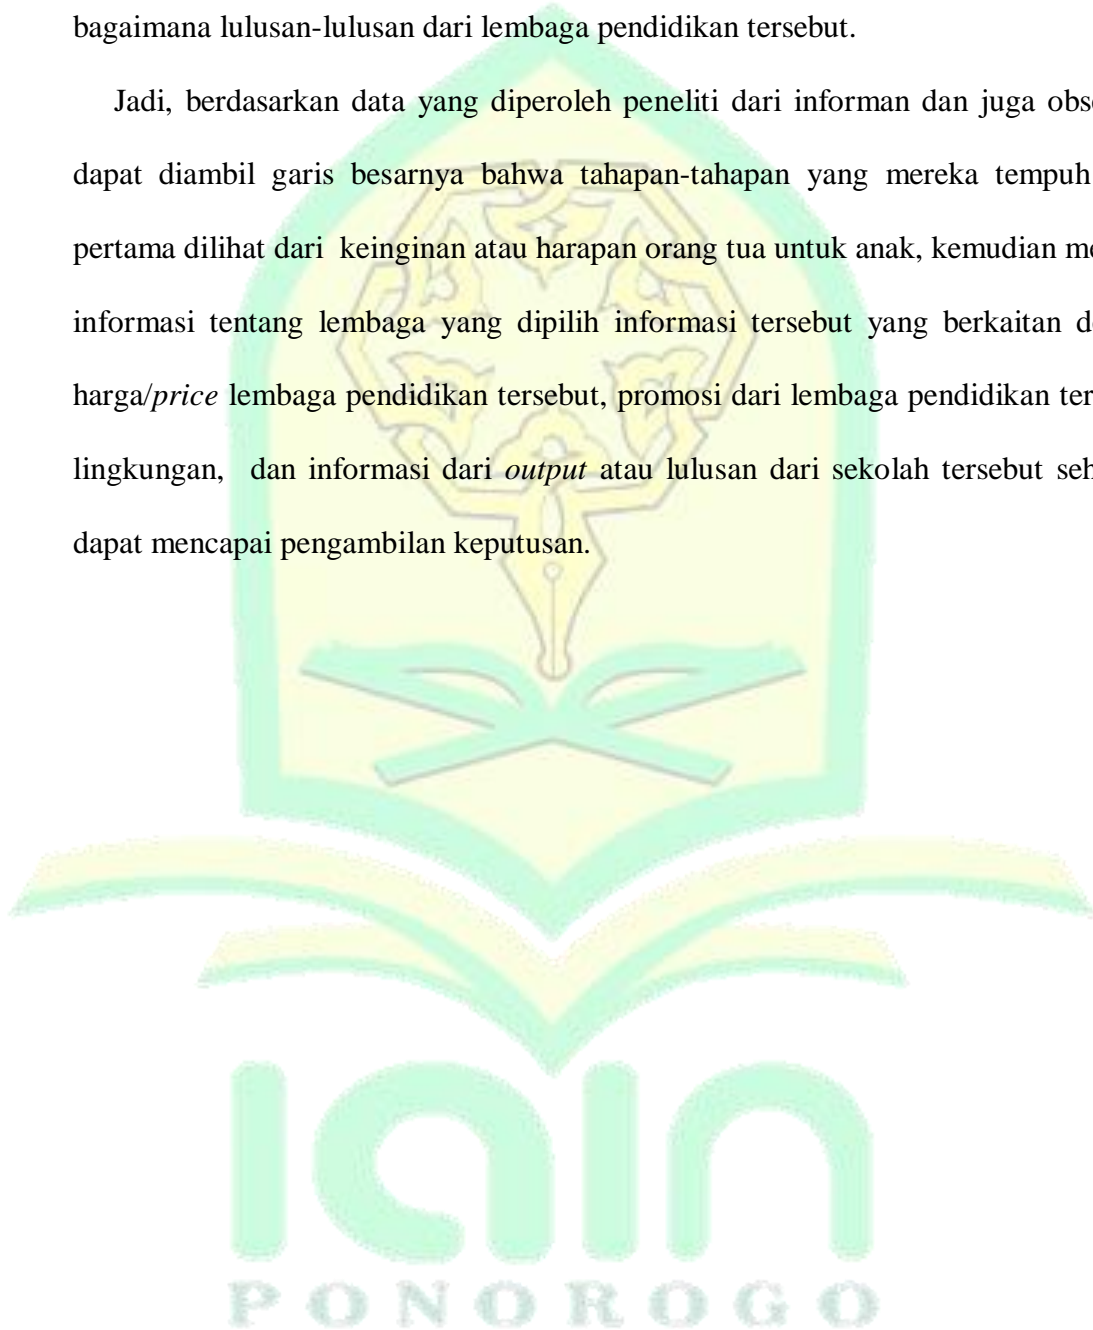 bagaimana lulusan-lulusan dari lembaga pendidikan tersebut.
Jadi, berdasarkan data yang diperoleh peneliti dari informan dan juga
dapat diambil garis besarnya bahwa tahapan-tahapan yang mereka tempuh
pertama dilihat dari keinginan atau harapan orang tua untuk anak, kemudian
informasi tentang lembaga yang dipilih informasi tersebut yang berkaitan
harga/price lembaga pendidikan tersebut, promosi dari lembaga pendidikan
lingkungan, dan informasi dari output atau lulusan dari sekolah tersebut
dapat mencapai pengambilan keputusan.
iain
PONOROGO